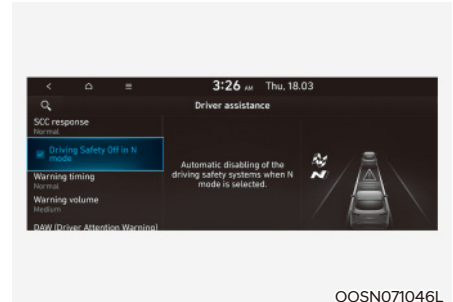 3:26 AM Thu, 18.03
Driver assistance
SCC response
Normal
Driving Safety Off in N
mode
Warning timing
Normal
Warning volume
Medium
DAW (Driver Attention Warning)
Automatic disabling of the
driving safety systems when N
mode is selected.
N
OOSN071046L